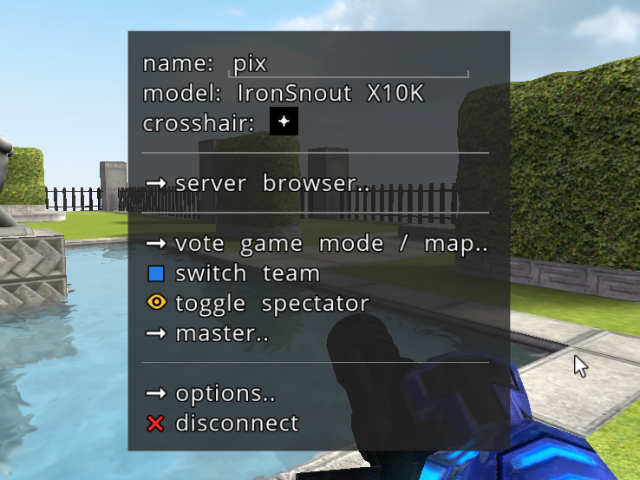 name: pix
model: IronSnout X10K
crosshair:
server browser..
vote game mode / map..
switch team
toggle spectator
master..
options..
disconnect